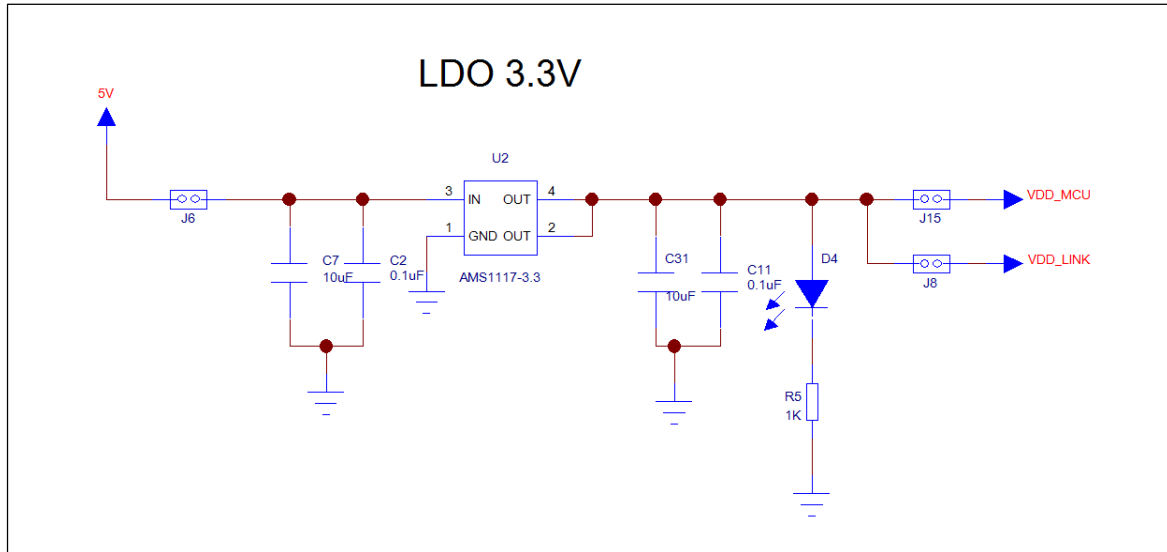 LDO 3.3V
5V
U2
3
IN
OUT
4
J6
1
GND
OUT
2
AMS1117-3.3
C7
10uF
C2
0.1uF
C31
10uF
C11
0.1uF
D4
R5
1K
J15
VDD_MCU
J8
VDD_LINK